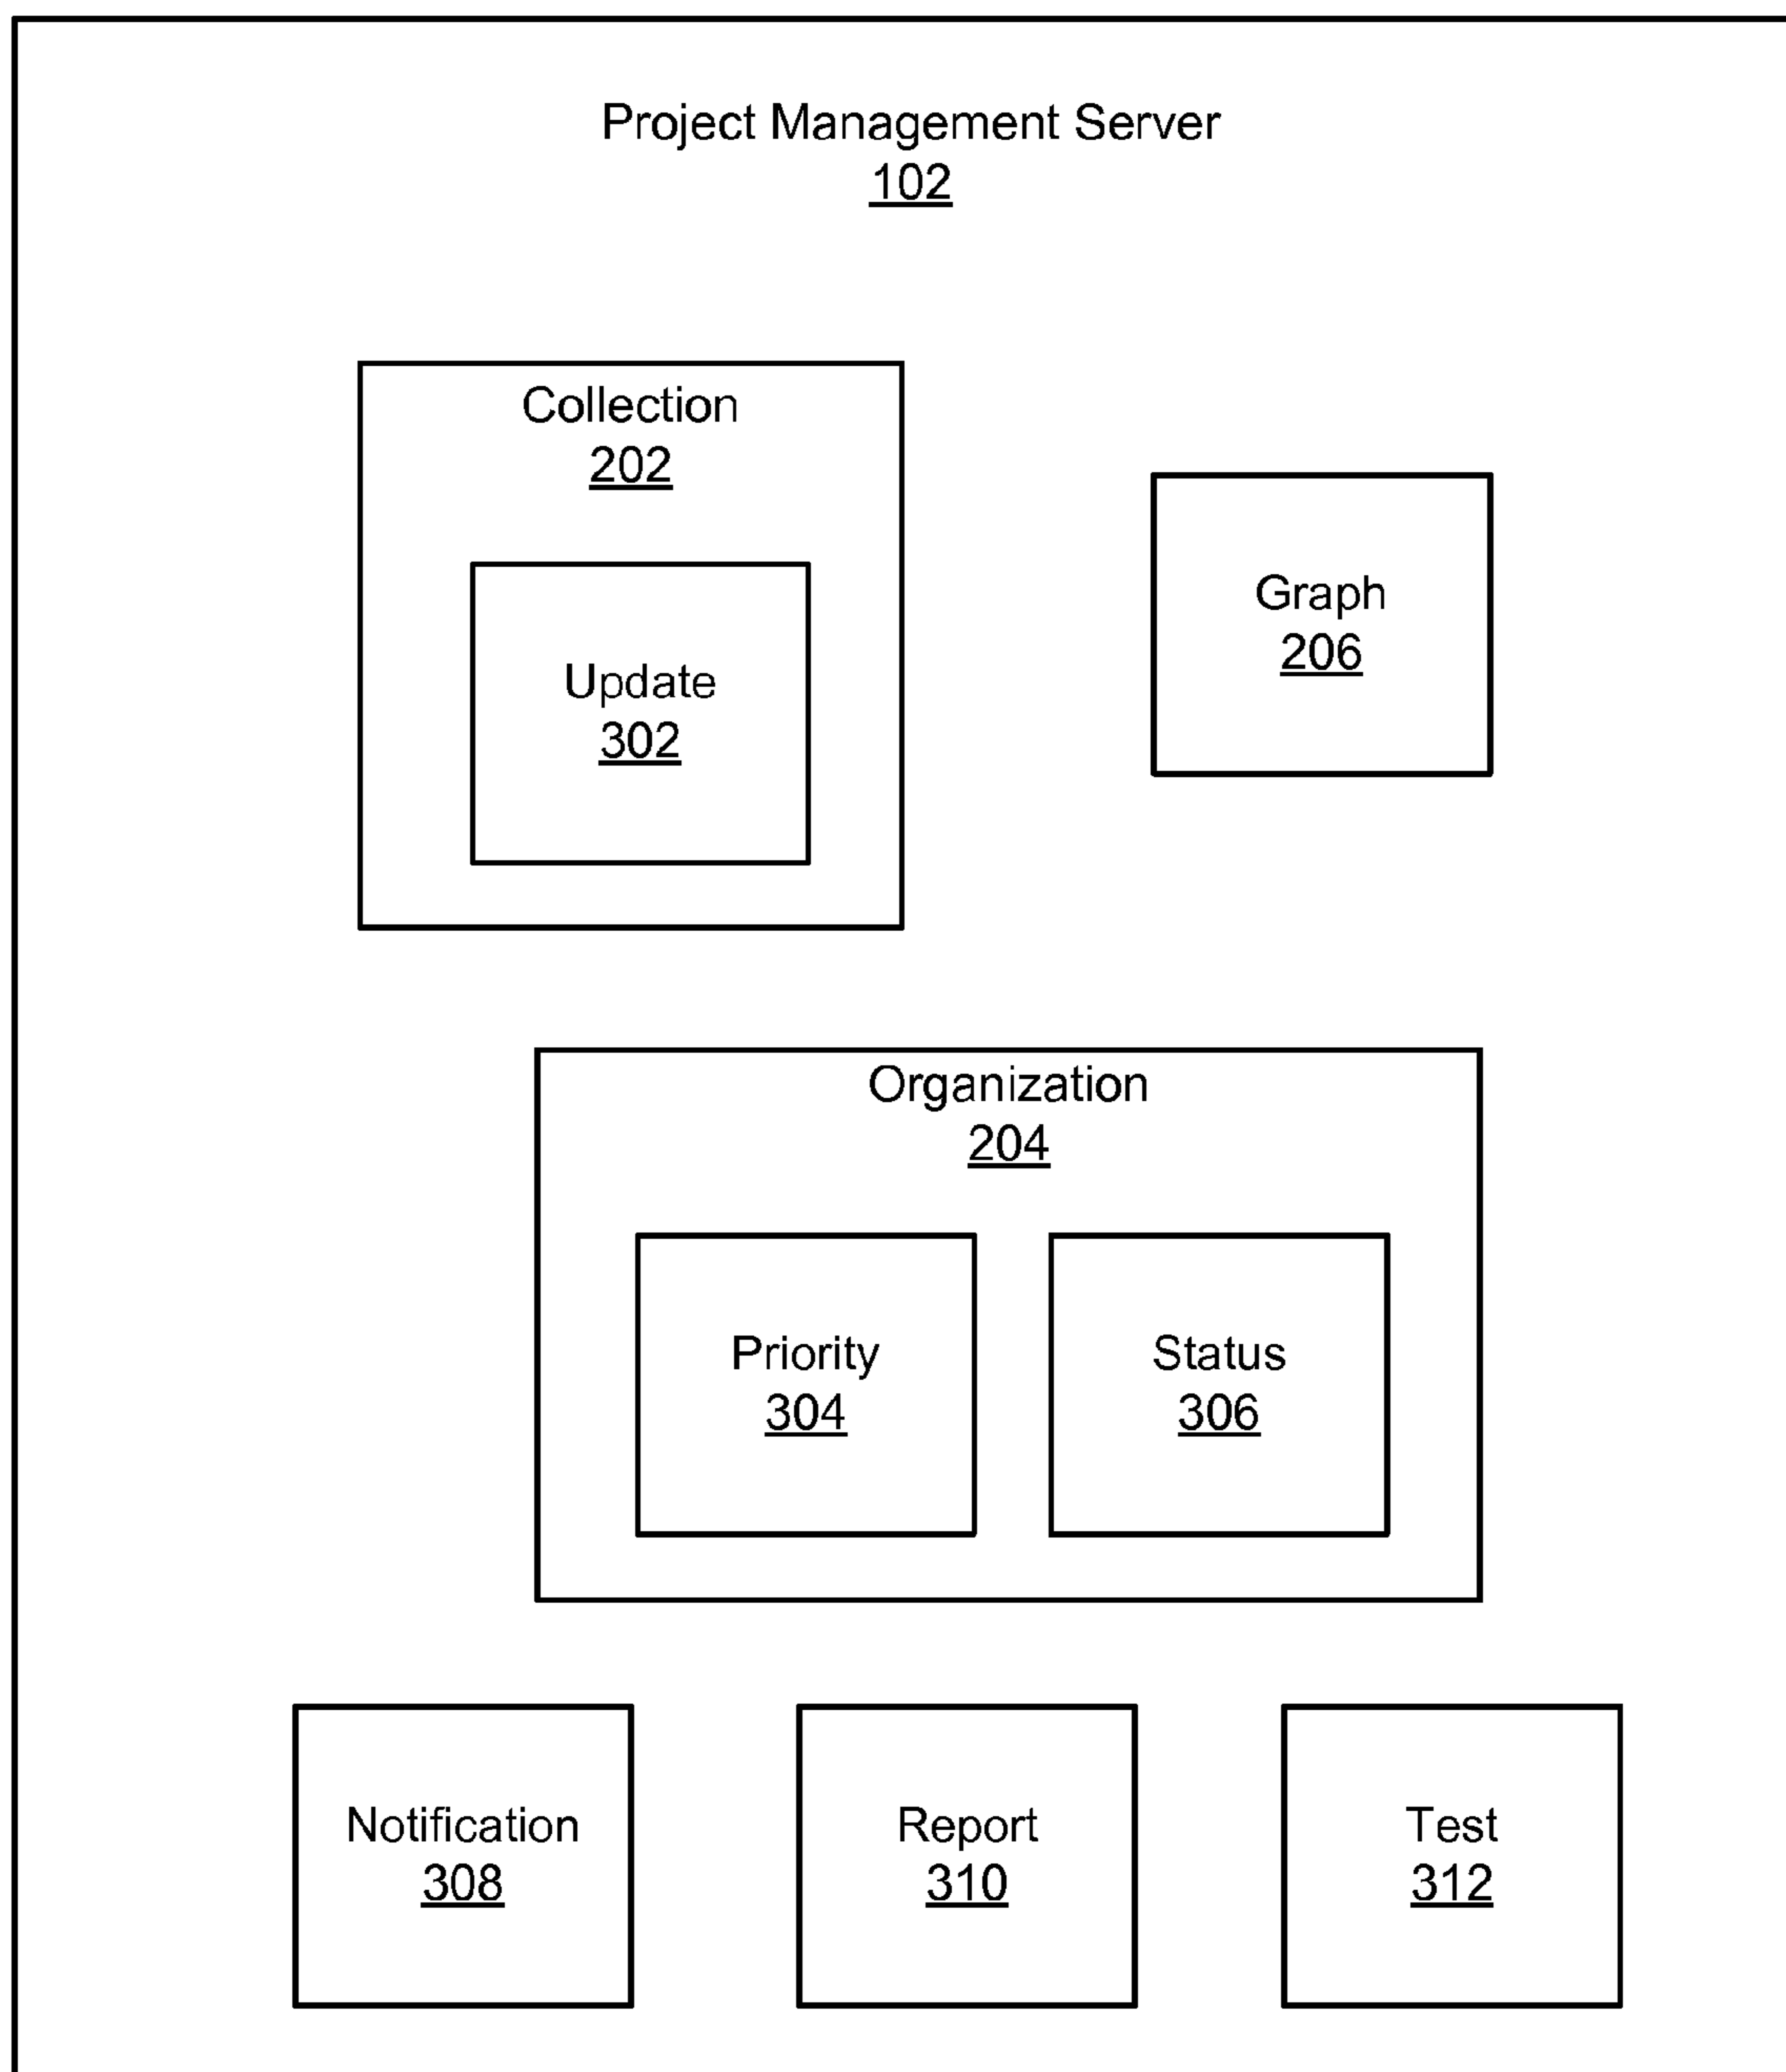 Project Management Server
102
Collection
202
Update
302
Graph
206
Organization
204
Priority
304
Status
306
Notification
308
Report
310
Test
312